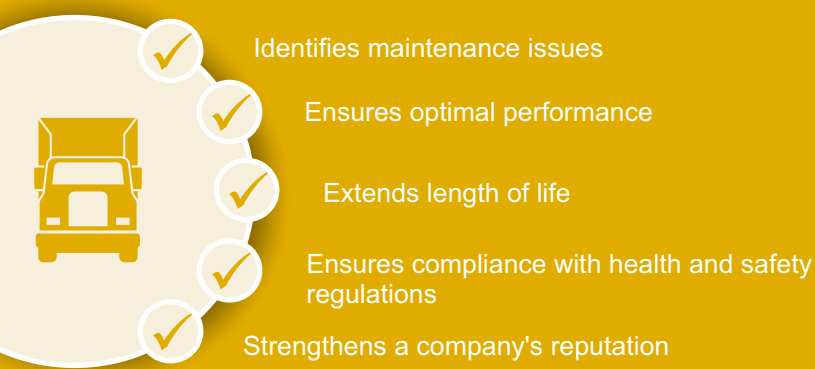 Identifies maintenance issues
Ensures optimal performance
Extends length of life
Ensures compliance with health and safety
regulations
Strengthens a company's reputation